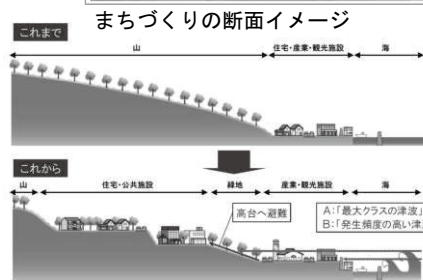 まちづくりの断面イメージ
これまで
山 住宅・産業・観光施設 海
これから
山 住宅・公共施設 緑地 産業・観光施設 海
高台へ避難
A:「最大クラスの津波」
B:「発生頻度の高い津